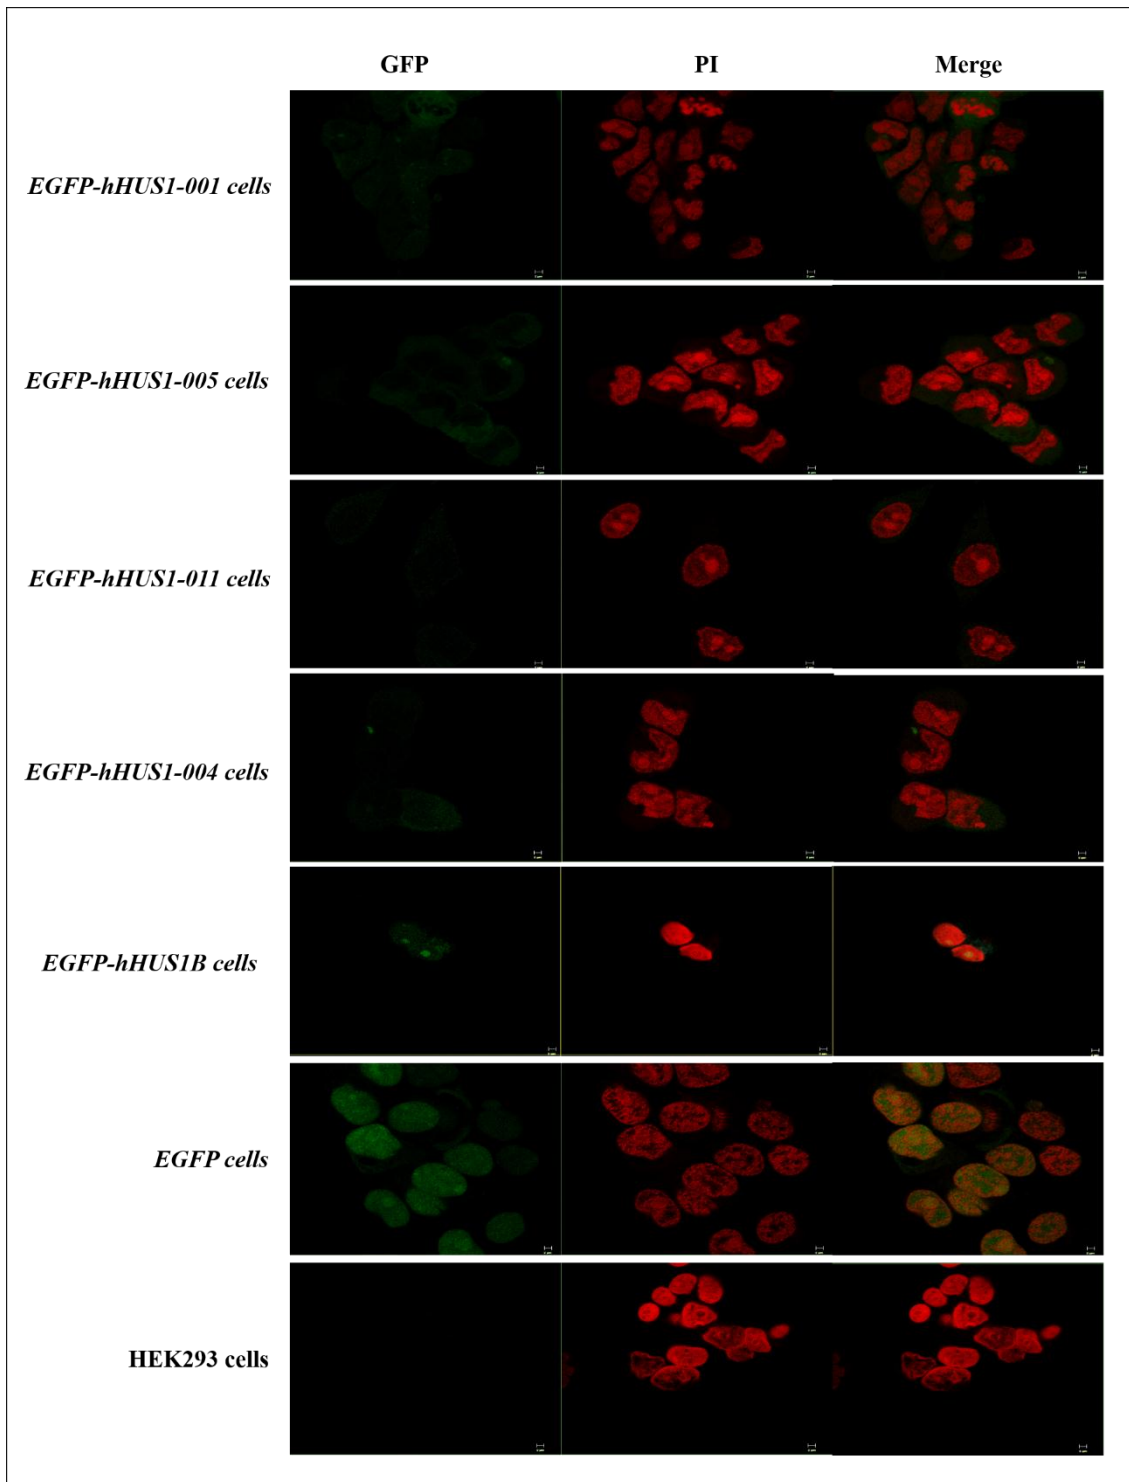 GFP PI Merge
EGFP-hHUS1-001 cells
EGFP-hHUS1-005 cells
EGFP-hHUS1-011 cells
EGFP-hHUS1-004 cells
EGFP-hHUS1B cells
EGFP cells
HEK293 cells